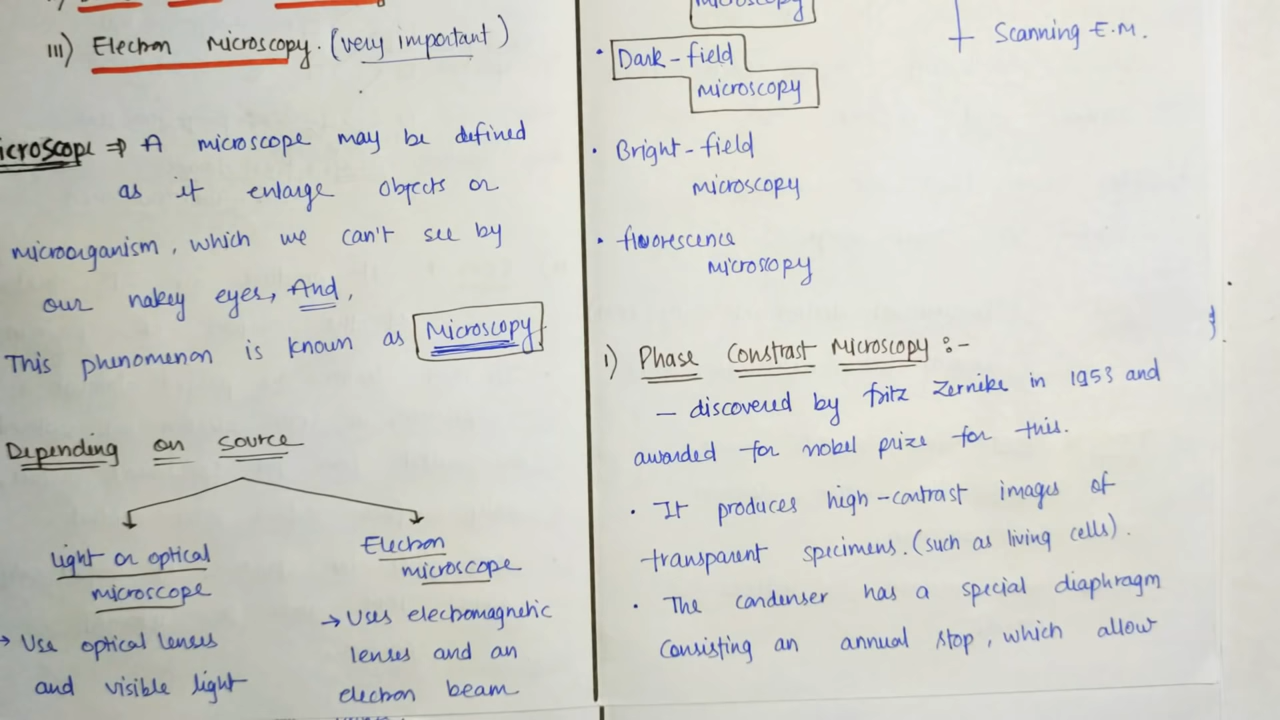 III) Electron Microscopy. (very important)
icroscope ⇒ A microscope may be defined
as it enlarge objects or
microorganism, which we can't see by
our nakey eyes, And,
This phenomenon is known as Microscopy
Depending on source
light or optical
microscope
→ Use optical lenses
and visible light
Electron
microscope
→ Uses electromagnetic
lenses and an
electron beam
microscopy
• Dark-field
microscopy
• Bright-field
microscopy
• fluorescence
microscopy
Scanning E.M.
i) Phase Constrast Microscopy :-
— discovered by fritz Zernike in 1953 and
awarded for nobel prize for this.
• It produces high-contrast images of
transparent specimens. (such as living cells).
• The condenser has a special diaphragm
Consisting an annual stop, which allow